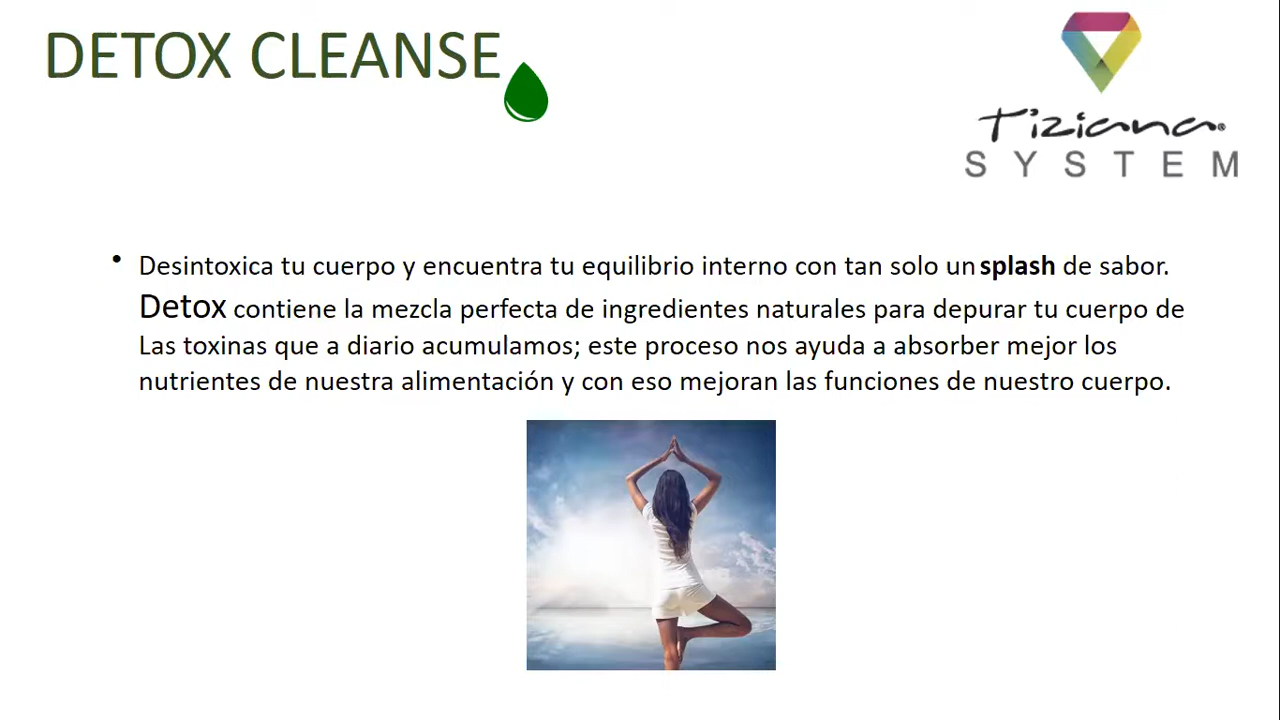 DETOX CLEANSE
Tiziana®
SYSTEM
• Desintoxica tu cuerpo y encuentra tu equilibrio interno con tan solo un splash de sabor.
Detox contiene la mezcla perfecta de ingredientes naturales para depurar tu cuerpo de
Las toxinas que a diario acumulamos; este proceso nos ayuda a absorber mejor los
nutrientes de nuestra alimentación y con eso mejoran las funciones de nuestro cuerpo.